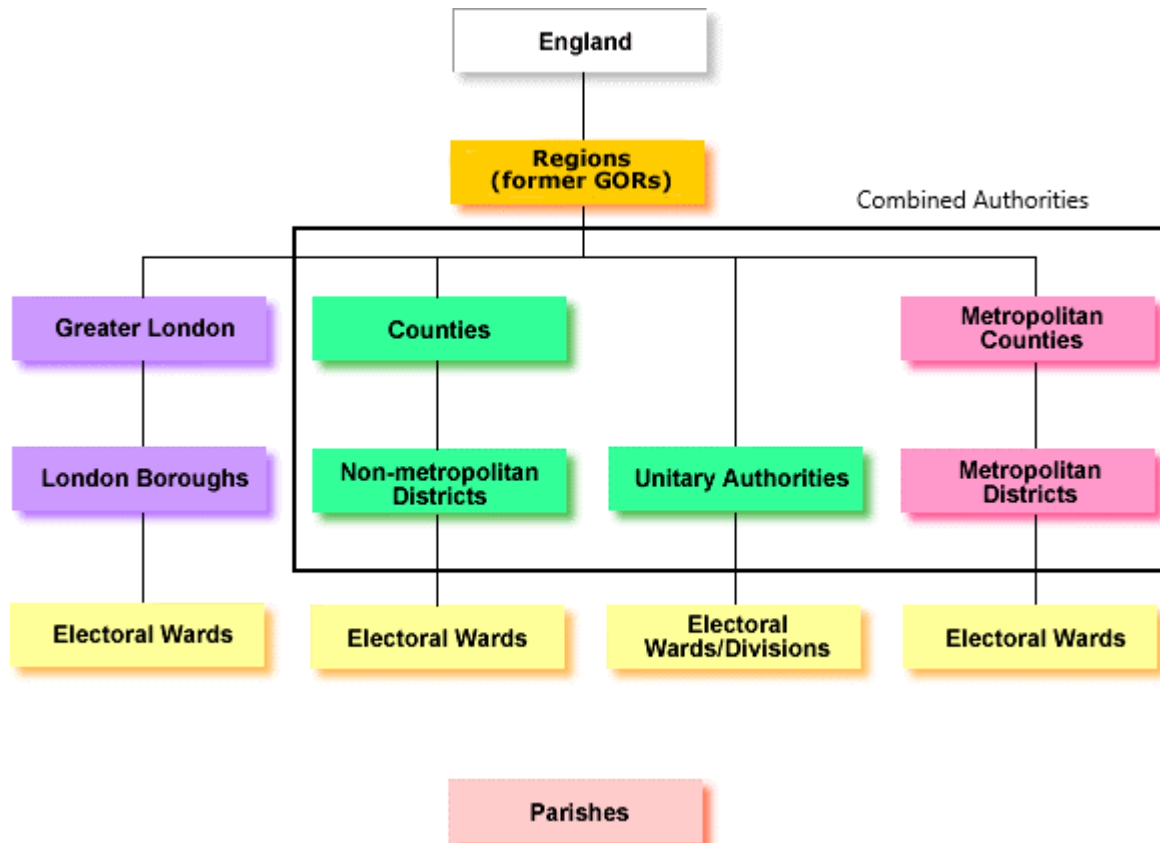 England
Regions
(former GORs)
Combined Authorities
Greater London
Counties
Metropolitan
Counties
London Boroughs
Non-metropolitan
Districts
Unitary Authorities
Metropolitan
Districts
Electoral Wards
Electoral Wards
Electoral
Wards/Divisions
Electoral Wards
Parishes